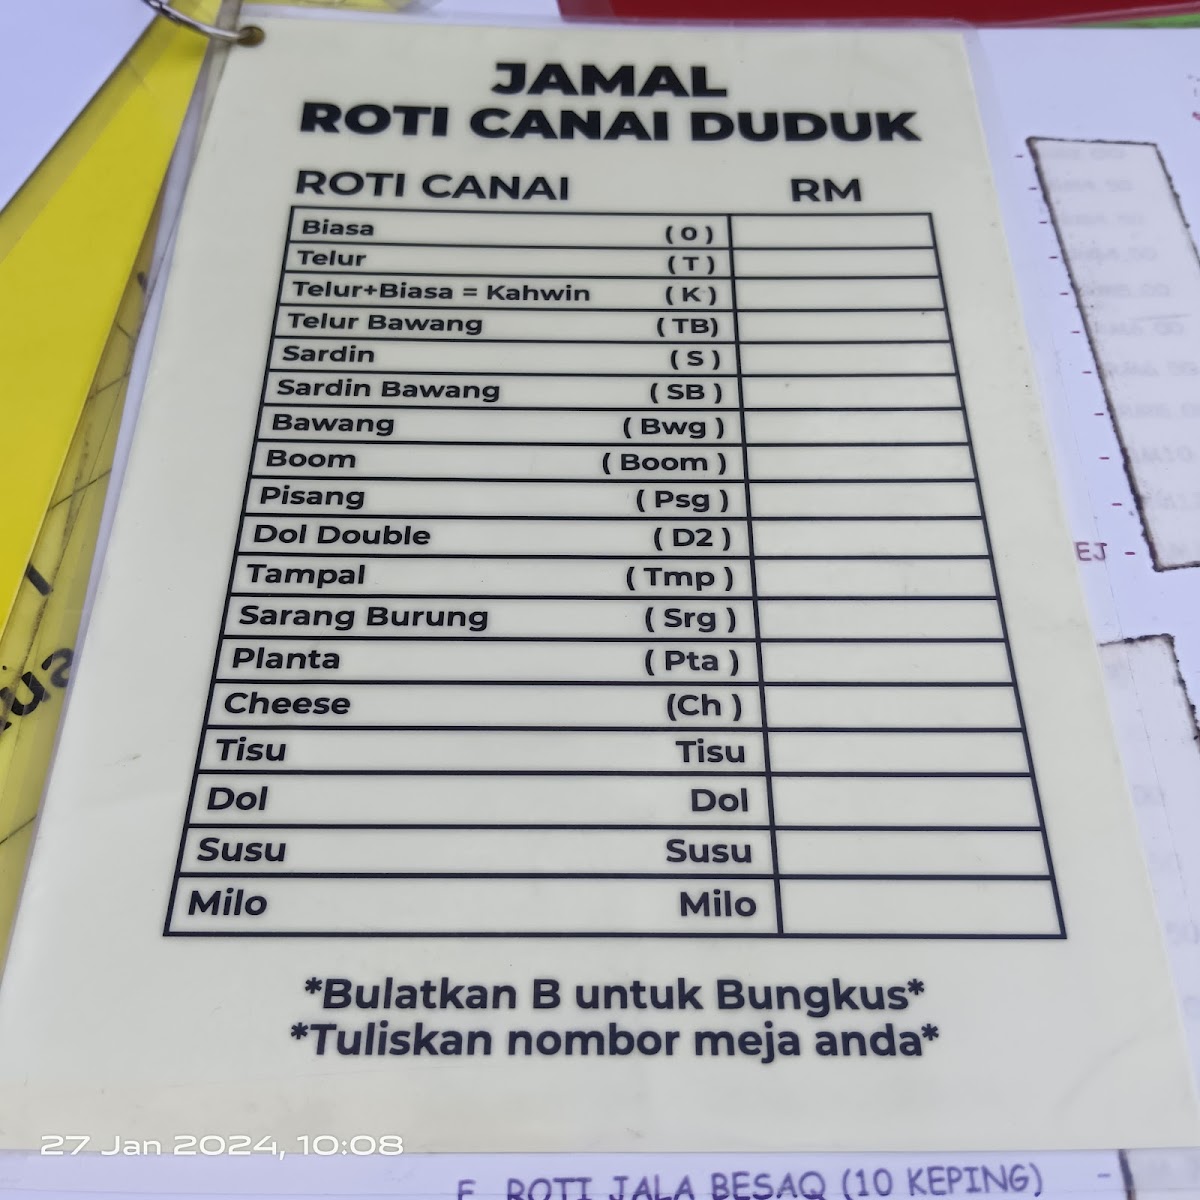 JAMAL
ROTI CANAI DUDUK
ROTI CANAI RM
Biasa ( O )
Telur ( T )
Telur+Biasa = Kahwin ( K )
Telur Bawang ( TB)
Sardin ( S )
Sardin Bawang ( SB )
Bawang ( Bwg )
Boom ( Boom )
Pisang ( Psg )
Dol Double ( D2 )
Tampal ( Tmp )
Sarang Burung ( Srg )
Planta ( Pta )
Cheese (Ch )
Tisu Tisu
Dol Dol
Susu Susu
Milo Milo
*Bulatkan B untuk Bungkus*
*Tuliskan nombor meja anda*
27 Jan 2024, 10:08
EJ -
F ROTI JALA BESAQ (10 KEPING) -